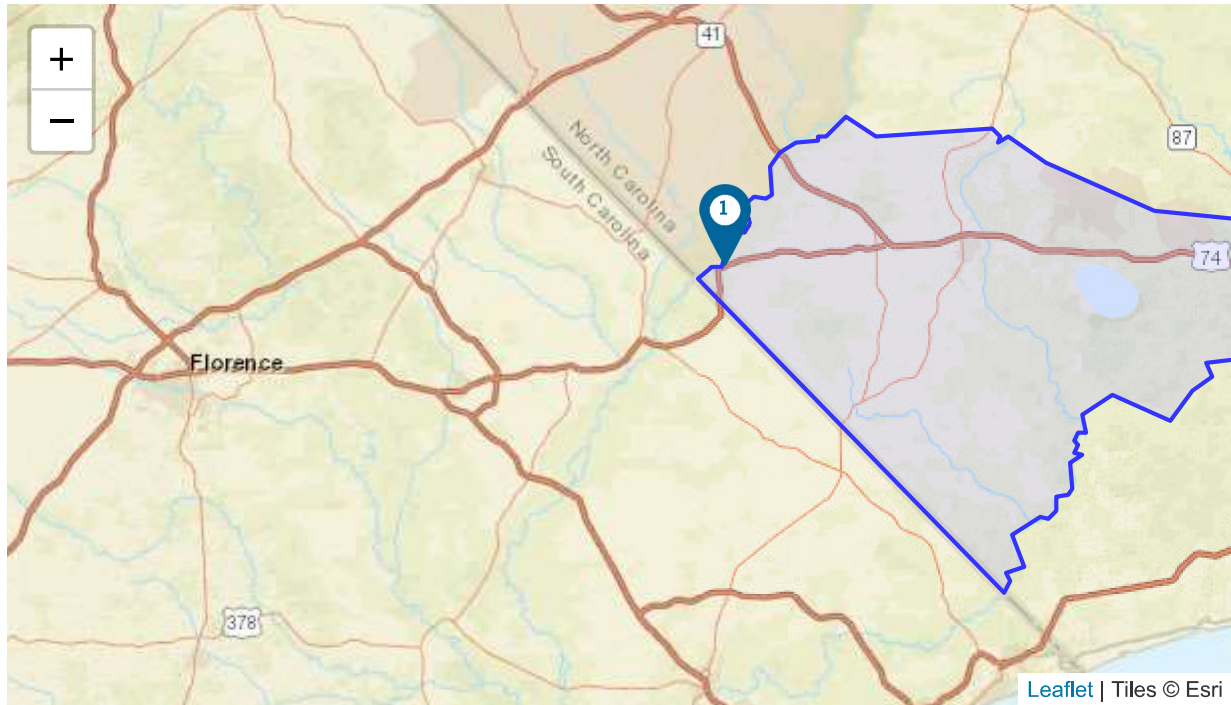 +
−
41
87
North Carolina
South Carolina
1
74
Florence
378
Leaflet | Tiles © Esri